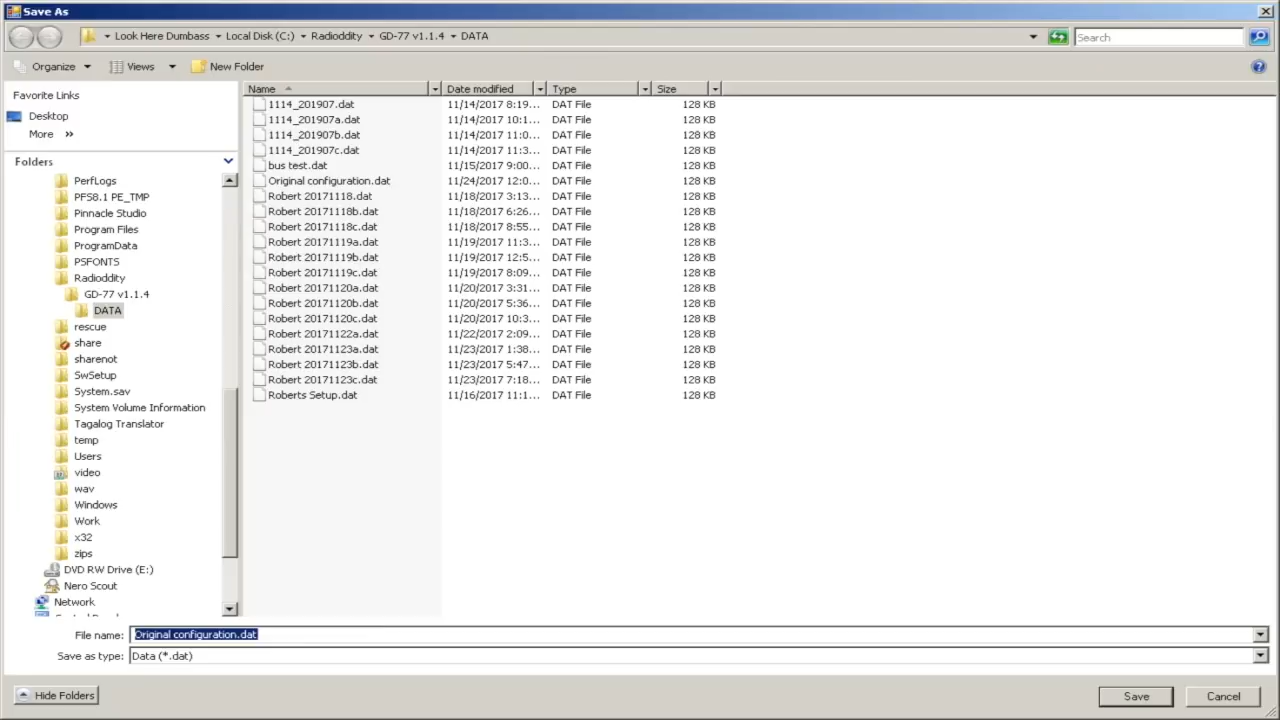 Save As
Look Here Dumbass Local Disk (C:) Radioddity GD-77 v1.1.4 DATA
Search
Organize Views New Folder
Favorite Links
Desktop
More »
Folders
PerfLogs
PFS8.1 PE_TMP
Pinnacle Studio
Program Files
ProgramData
PSFONTS
Radioddity
GD-77 v1.1.4
DATA
rescue
share
sharenot
SwSetup
System.sav
System Volume Information
Tagalog Translator
temp
Users
video
wav
Windows
Work
x32
zips
DVD RW Drive (E:)
Nero Scout
Network
Name Date modified Type Size
1114_201907.dat 11/14/2017 8:19... DAT File 128 KB
1114_201907a.dat 11/14/2017 10:1... DAT File 128 KB
1114_201907b.dat 11/14/2017 11:0... DAT File 128 KB
1114_201907c.dat 11/14/2017 11:3... DAT File 128 KB
bus test.dat 11/15/2017 9:00... DAT File 128 KB
Original configuration.dat 11/24/2017 12:0... DAT File 128 KB
Robert 20171118.dat 11/18/2017 3:13... DAT File 128 KB
Robert 20171118b.dat 11/18/2017 6:26... DAT File 128 KB
Robert 20171118c.dat 11/18/2017 8:55... DAT File 128 KB
Robert 20171119a.dat 11/19/2017 11:3... DAT File 128 KB
Robert 20171119b.dat 11/19/2017 12:5... DAT File 128 KB
Robert 20171119c.dat 11/19/2017 8:09... DAT File 128 KB
Robert 20171120a.dat 11/20/2017 3:31... DAT File 128 KB
Robert 20171120b.dat 11/20/2017 5:36... DAT File 128 KB
Robert 20171120c.dat 11/20/2017 10:3... DAT File 128 KB
Robert 20171122a.dat 11/22/2017 2:09... DAT File 128 KB
Robert 20171123a.dat 11/23/2017 1:38... DAT File 128 KB
Robert 20171123b.dat 11/23/2017 5:47... DAT File 128 KB
Robert 20171123c.dat 11/23/2017 7:18... DAT File 128 KB
Roberts Setup.dat 11/16/2017 11:1... DAT File 128 KB
File name: Original configuration.dat
Save as type: Data (*.dat)
Hide Folders Save Cancel